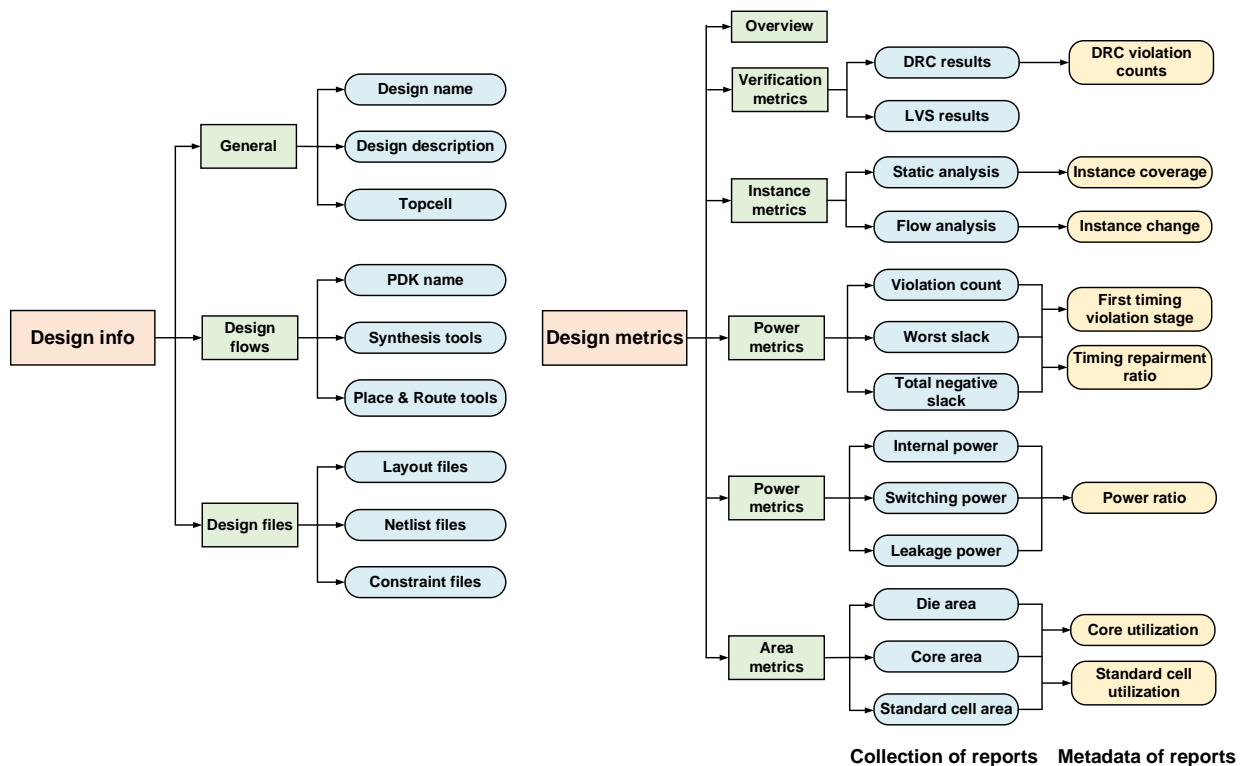 Design info
General
Design name
Design description
Topcell
Design
flows
PDK name
Synthesis tools
Place & Route tools
Design files
Layout files
Netlist files
Constraint files
Design metrics
Overview
Verification
metrics
DRC results
DRC violation
counts
LVS results
Instance
metrics
Static analysis
Instance coverage
Flow analysis
Instance change
Power
metrics
Violation count
Worst slack
Total negative
slack
First timing
violation stage
Timing repairment
ratio
Power
metrics
Internal power
Switching power
Leakage power
Power ratio
Area
metrics
Die area
Core area
Standard cell area
Core utilization
Standard cell
utilization
Collection of reports
Metadata of reports